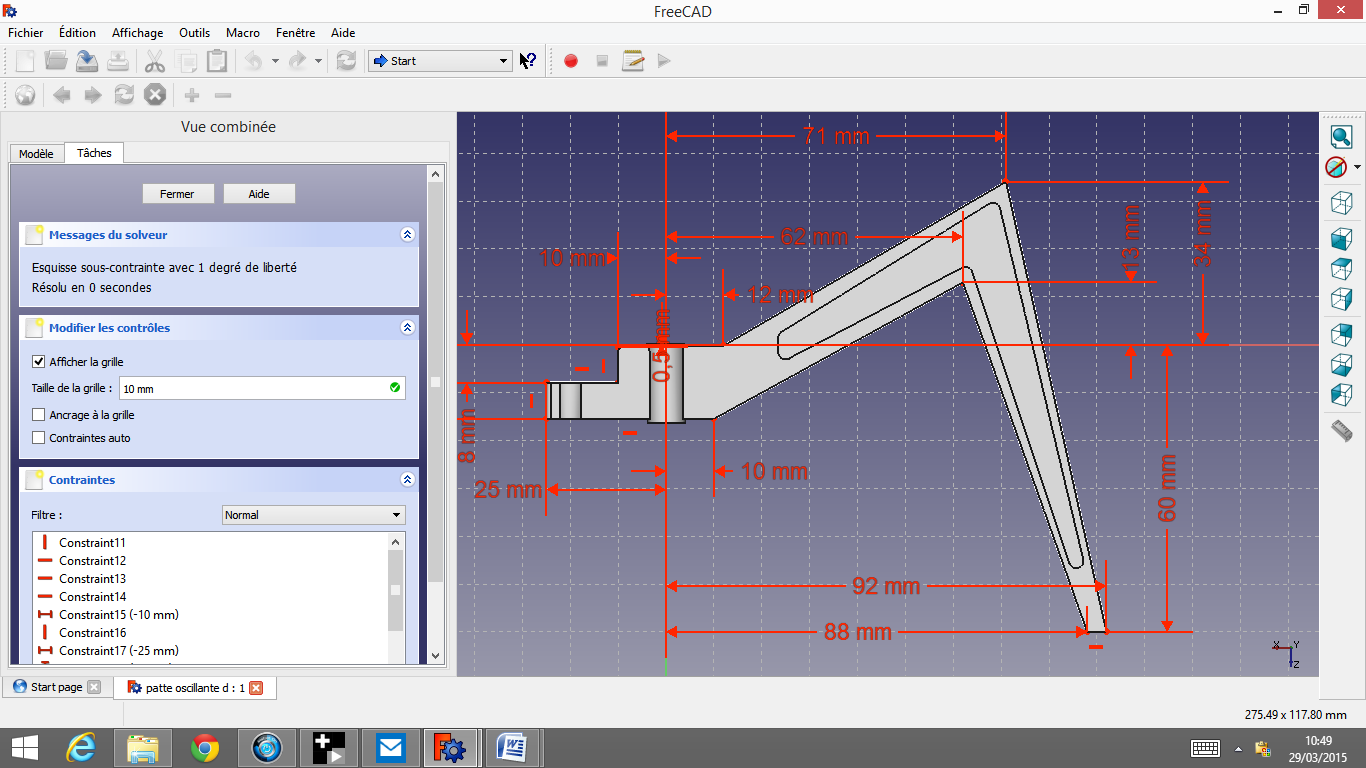 FreeCAD
Fichier Édition Affichage Outils Macro Fenêtre Aide
Start
Vue combinée
Modèle Tâches
Fermer Aide
Messages du solveur
Esquisse sous-contrainte avec 1 degré de liberté
Résolu en 0 secondes
Modifier les contrôles
Afficher la grille
Taille de la grille : 10 mm
Ancrage à la grille
Contraintes auto
Contraintes
Filtre : Normal
Constraint11
Constraint12
Constraint13
Constraint14
Constraint15 (-10 mm)
Constraint16
Constraint17 (-25 mm)
71 mm
62 mm
13 mm
34 mm
10 mm
12 mm
0,5 mm
8 mm
10 mm
25 mm
60 mm
92 mm
88 mm
X Y
Z
Start page patte oscillante d : 1
275.49 x 117.80 mm
10:49
29/03/2015